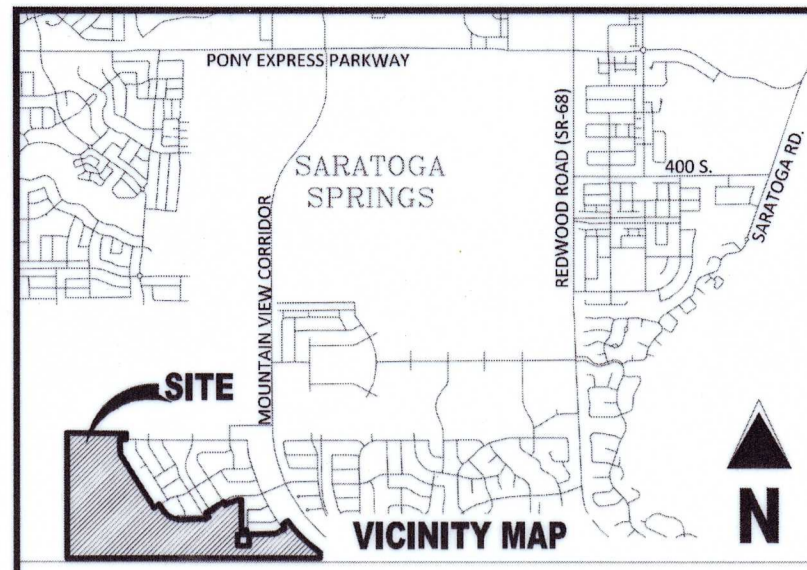 PONY EXPRESS PARKWAY
SARATOGA
SPRINGS
MOUNTAIN VIEW CORRIDOR
REDWOOD ROAD (SR-68)
400 S.
SARATOGA RD.
SITE
VICINITY MAP
N